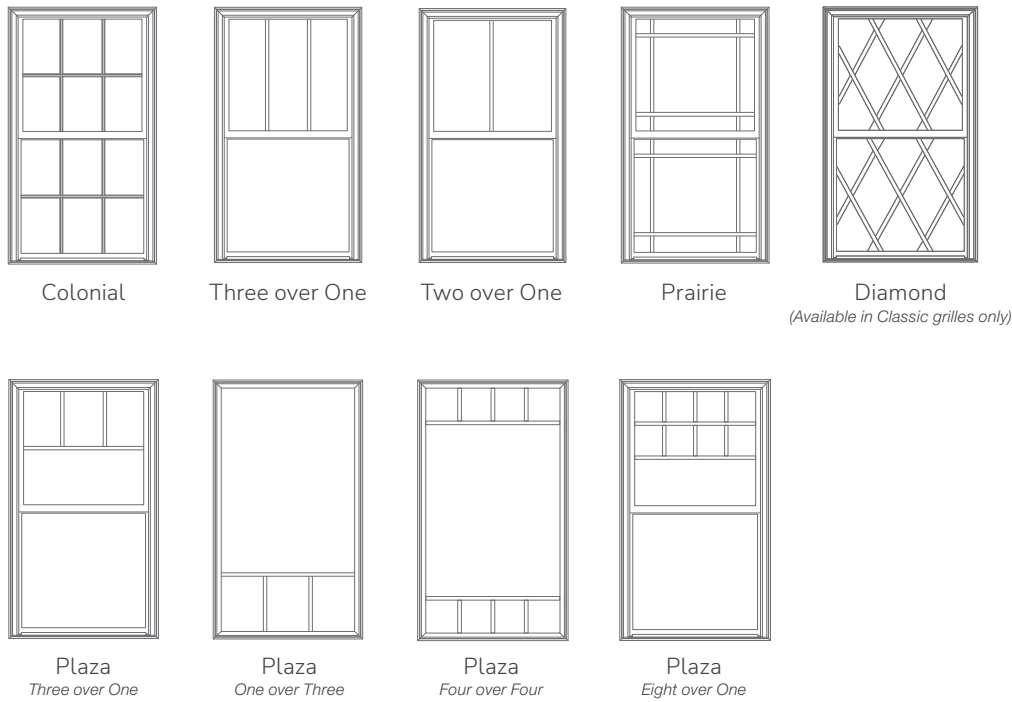 Colonial
Three over One
Two over One
Prairie
Diamond
(Available in Classic grilles only)
Plaza
Three over One
Plaza
One over Three
Plaza
Four over Four
Plaza
Eight over One